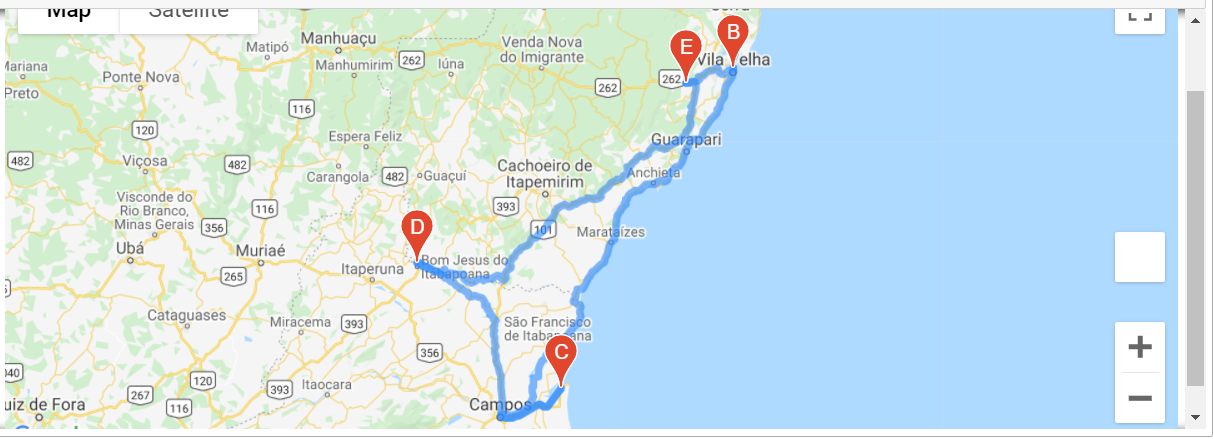 Map
Satellite
Serra
B
E
Manhuaçu
Matipó
262
Manhumirim
Iúna
Venda Nova
do Imigrante
262
262
Vila Velha
Mariana
Preto
Ponte Nova
116
120
Espera Feliz
Guarapari
482
Viçosa
482
Carangola
482
Guaçuí
Cachoeiro de
Itapemirim
Anchieta
Visconde do
Rio Branco,
Minas Gerais
116
356
393
101
Marataízes
D
Ubá
Muriaé
265
Itaperuna
Bom Jesus do
Itabapoana
Cataguases
Miracema
393
São Francisco
de Itabapoana
356
C
040
120
267
116
393
Itaocara
uiz de Fora
Campos
+
−